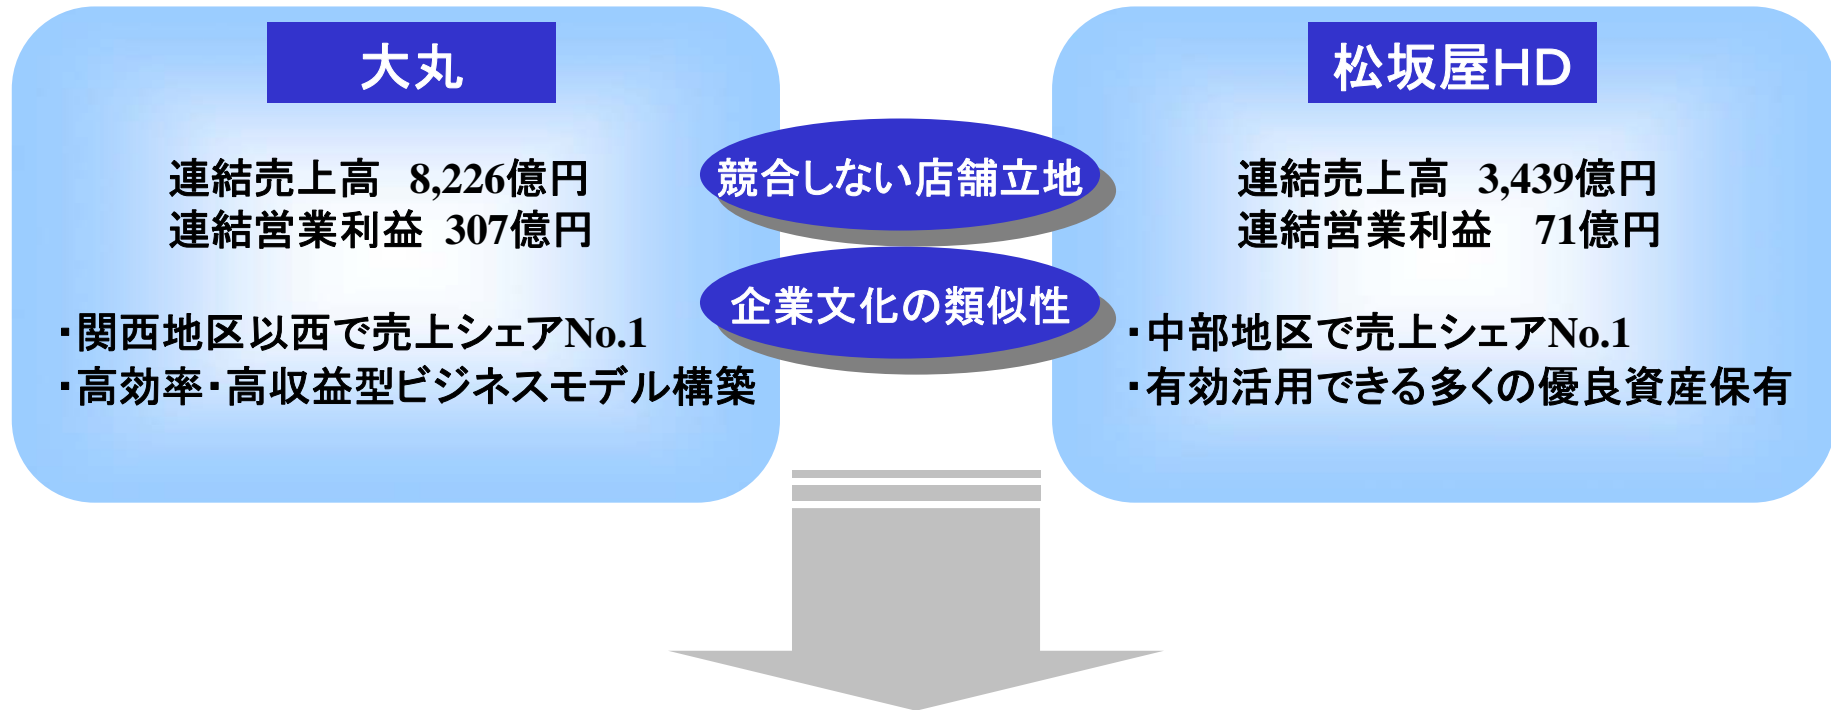 大丸
連結売上高 8,226億円
連結営業利益 307億円
・関西地区以西で売上シェアNo.1
・高効率・高収益型ビジネスモデル構築
競合しない店舗立地
企業文化の類似性
松坂屋HD
連結売上高 3,439億円
連結営業利益 71億円
・中部地区で売上シェアNo.1
・有効活用できる多くの優良資産保有